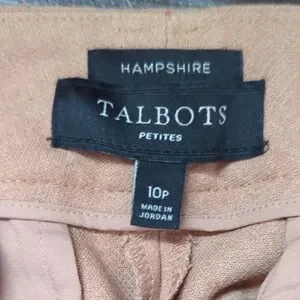 HAMPSHIRE
TALBOTS
PETITES
10P
MADE IN
JORDAN